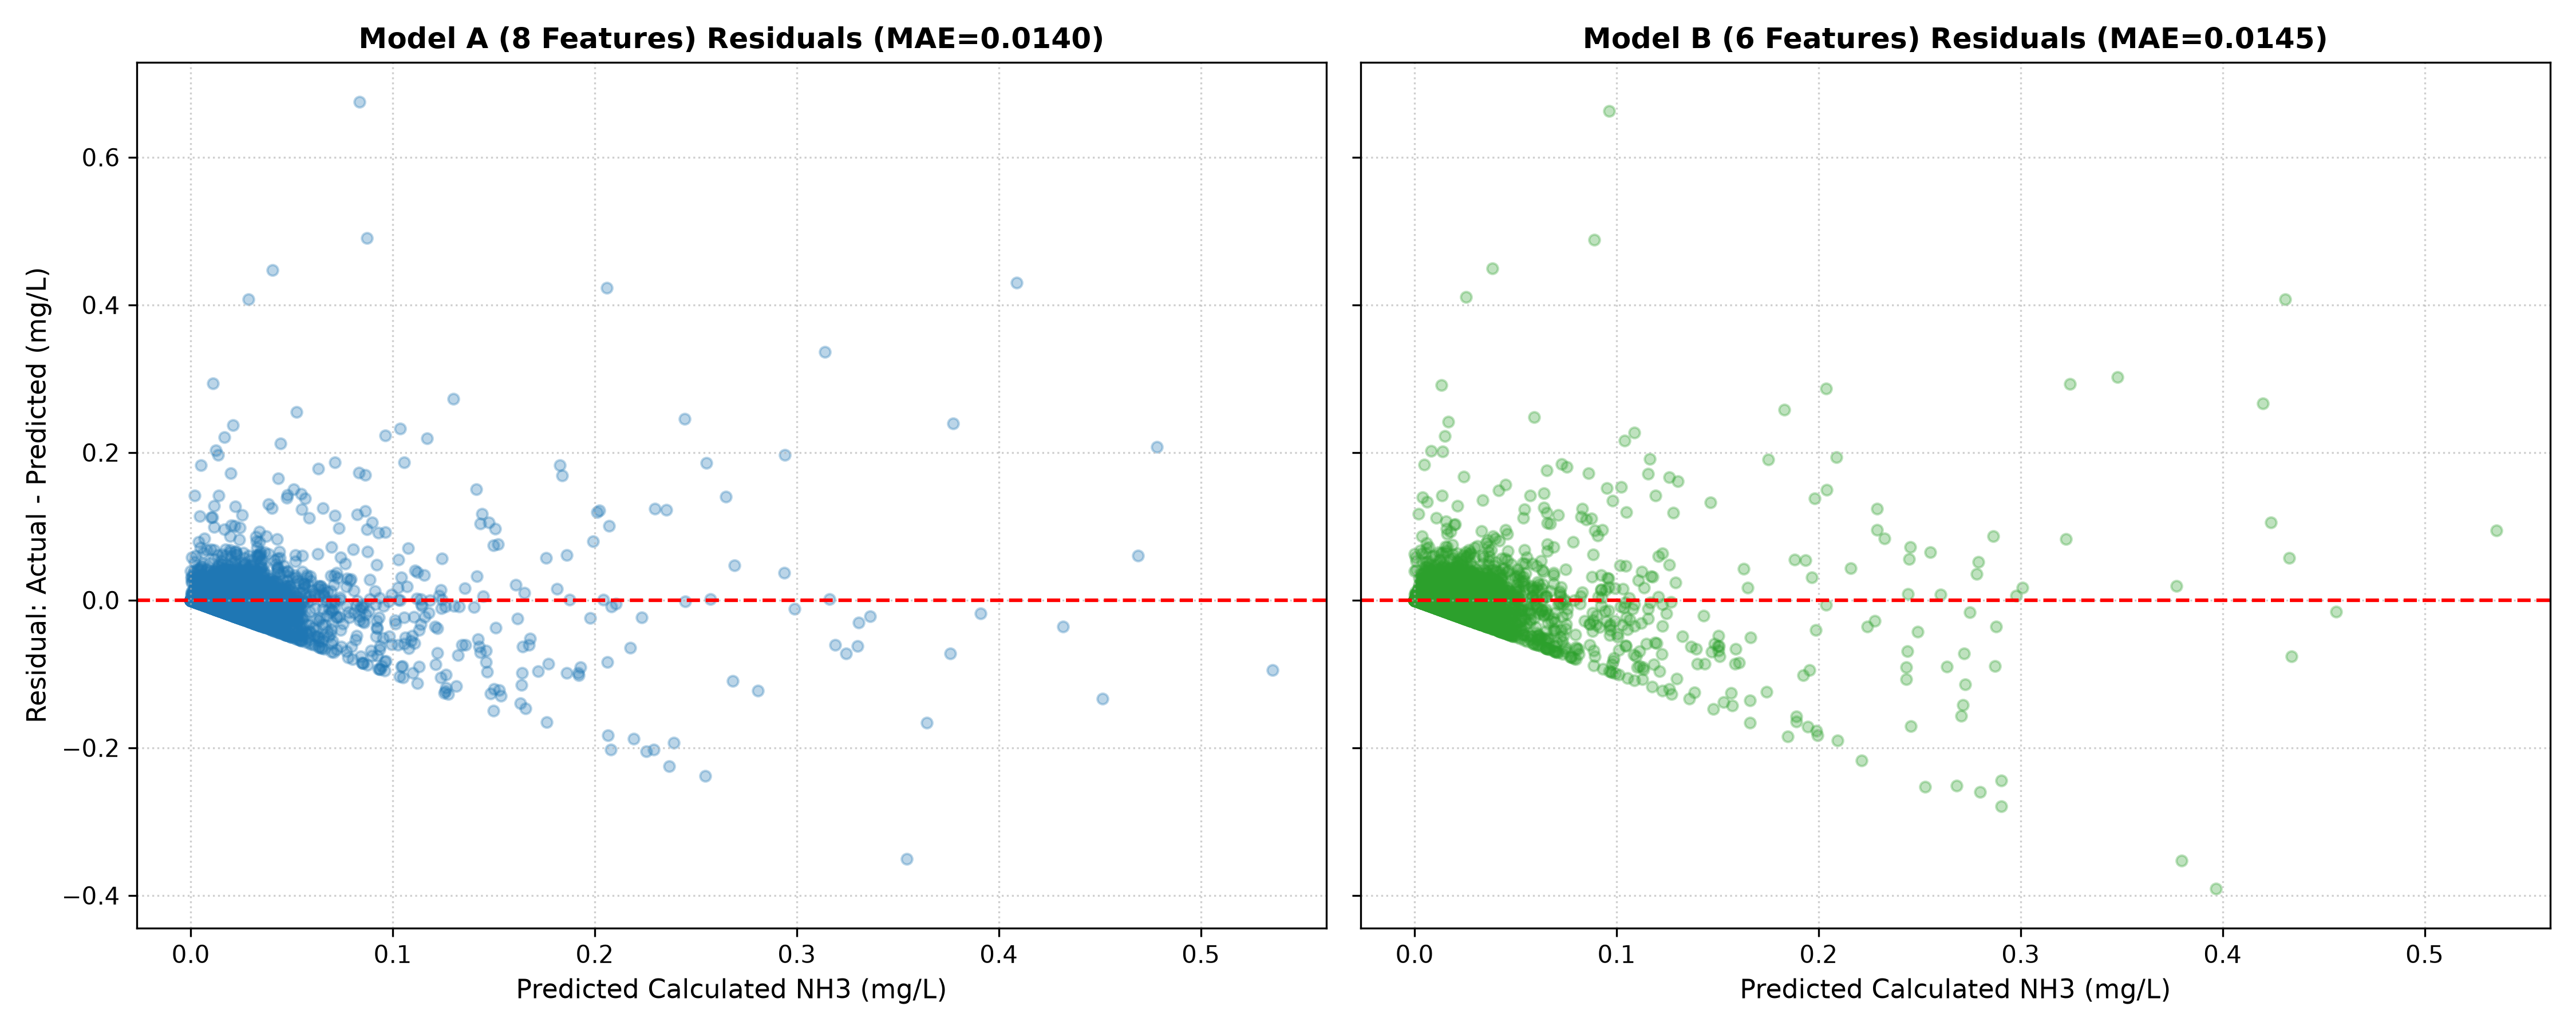 Model A (8 Features) Residuals (MAE=0.0140)
Model B (6 Features) Residuals (MAE=0.0145)
Residual: Actual - Predicted (mg/L)
0.6
0.4
0.2
0.0
−0.2
−0.4
0.0 0.1 0.2 0.3 0.4 0.5
0.0 0.1 0.2 0.3 0.4 0.5
Predicted Calculated NH3 (mg/L)
Predicted Calculated NH3 (mg/L)